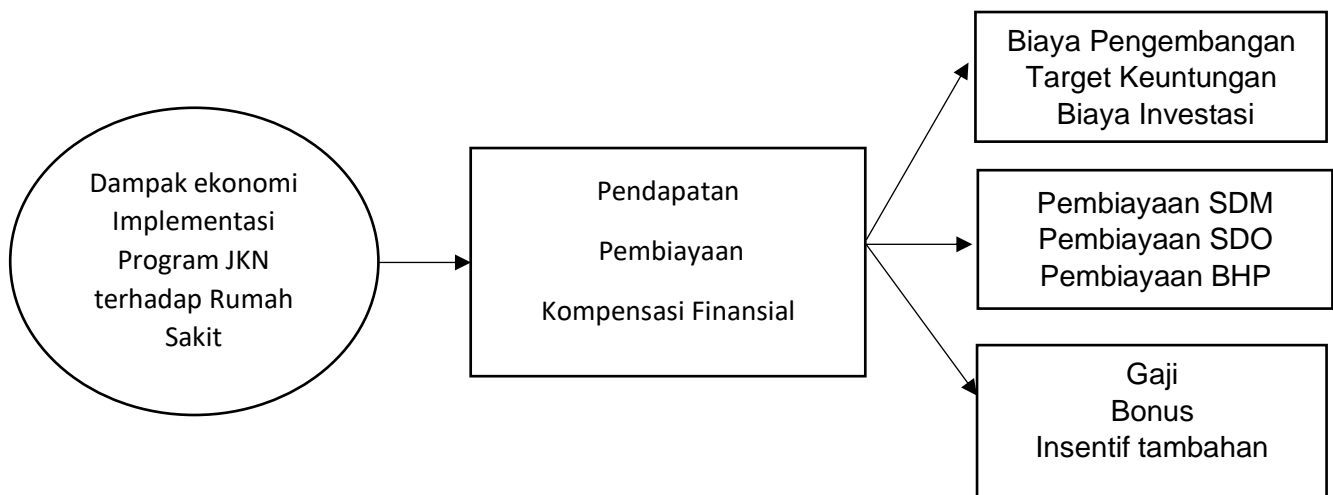 Dampak ekonomi
Implementasi
Program JKN
terhadap Rumah
Sakit
Pendapatan
Pembiayaan
Kompensasi Finansial
Biaya Pengembangan
Target Keuntungan
Biaya Investasi
Pembiayaan SDM
Pembiayaan SDO
Pembiayaan BHP
Gaji
Bonus
Insentif tambahan